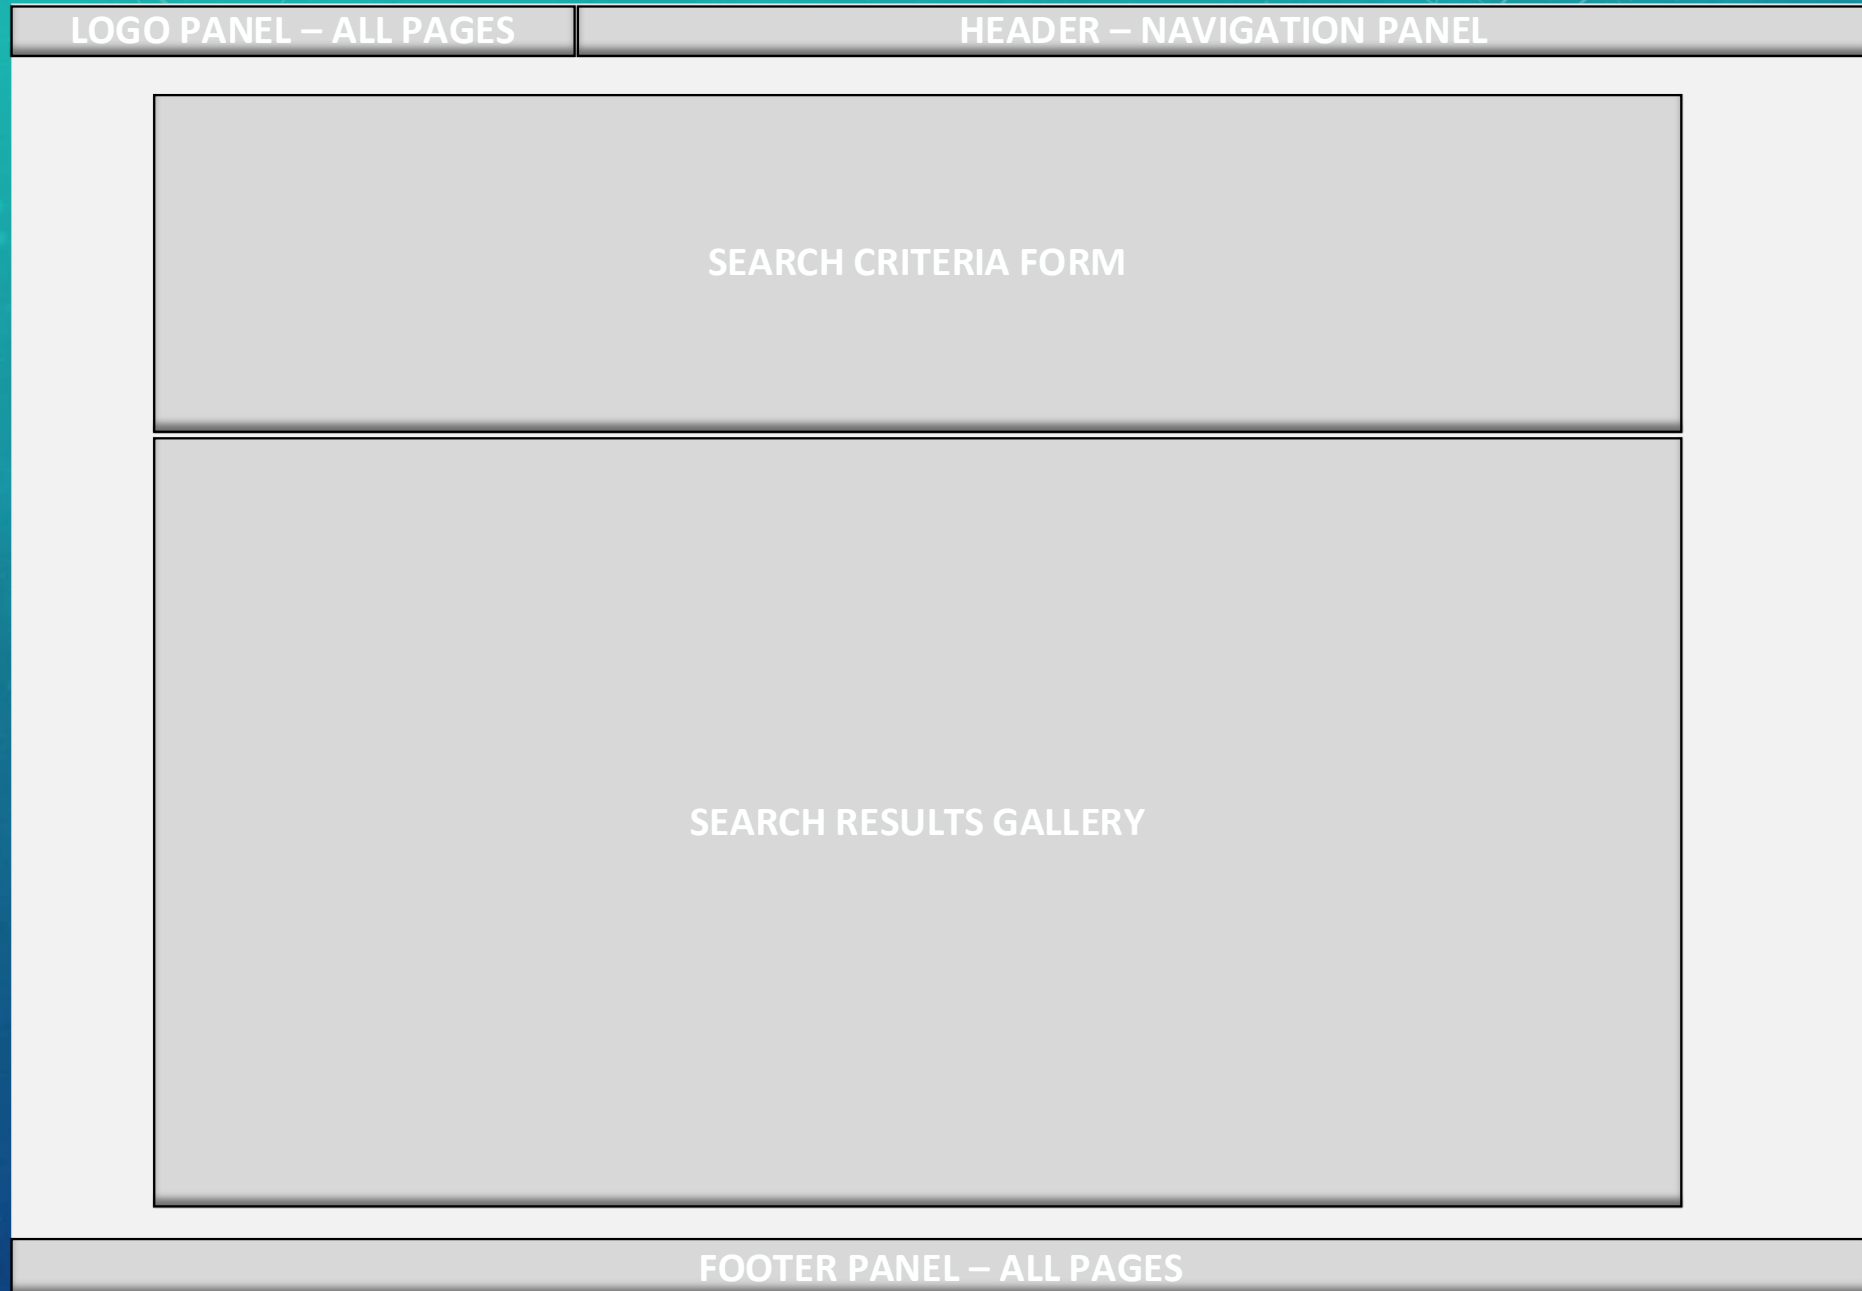 LOGO PANEL – ALL PAGES
HEADER – NAVIGATION PANEL
SEARCH CRITERIA FORM
SEARCH RESULTS GALLERY
FOOTER PANEL – ALL PAGES